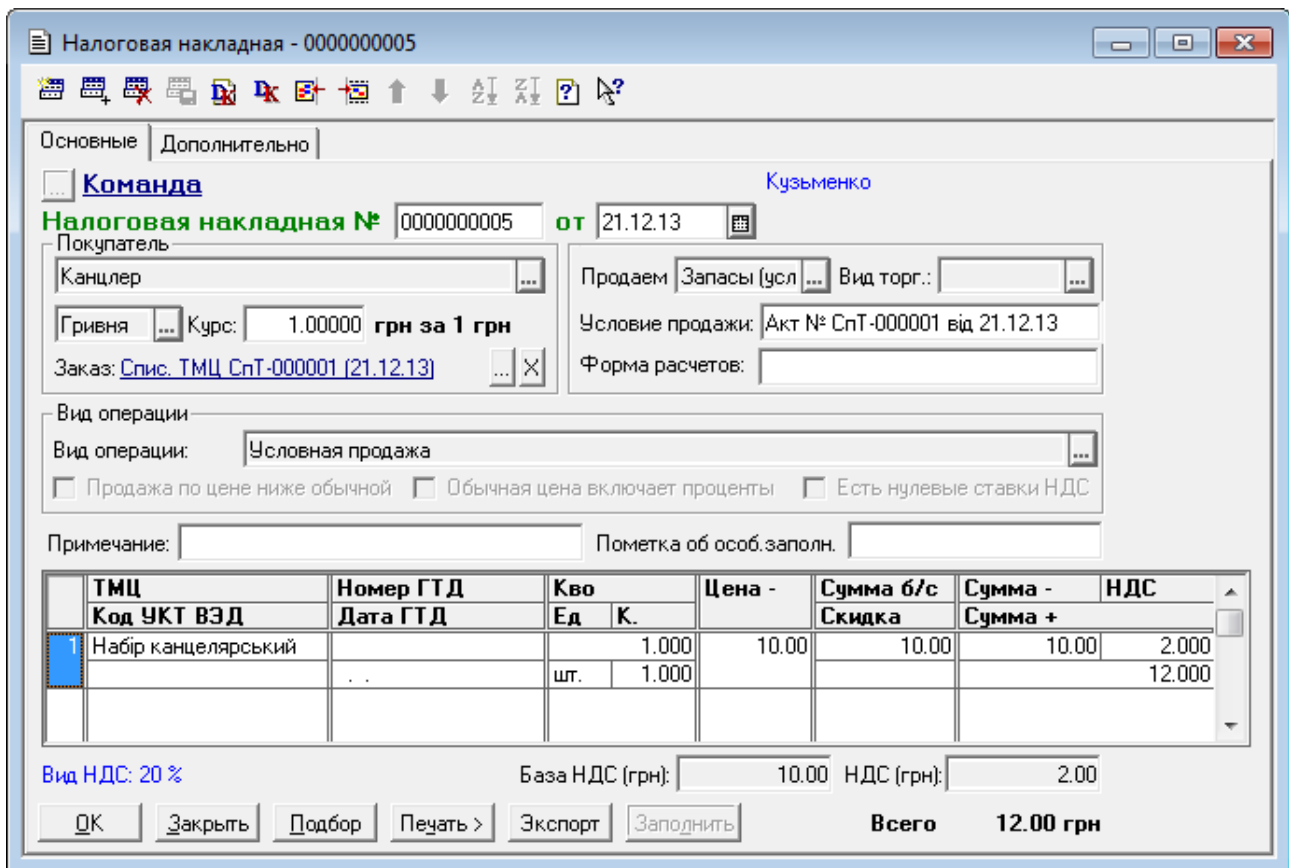 Налоговая накладная - 0000000005
Основные Дополнительно
... Команда Кузьменко
Налоговая накладная № 0000000005 от 21.12.13
Покупатель
Канцлер ... Продаем Запасы (усл ... Вид торг.: ...
Гривня ... Курс: 1.00000 грн за 1 грн Условие продажи: Акт № СпТ-000001 від 21.12.13
Заказ: Спис. ТМЦ СпТ-000001 (21.12.13) ... X Форма расчетов:
Вид операции
Вид операции: Условная продажа ...
Продажа по цене ниже обычной Обычная цена включает проценты Есть нулевые ставки НДС
Примечание: Пометка об особ.заполн.
ТМЦ Номер ГТД Кво Цена - Сумма б/с Сумма - НДС
Код УКТ ВЭД Дата ГТД Ед К. Скидка Сумма +
1 Набір канцелярський 1.000 10.00 10.00 10.00 2.000
. . шт. 1.000 12.000
Вид НДС: 20 % База НДС (грн): 10.00 НДС (грн): 2.00
OK Закрыть Подбор Печать > Экспорт Заполнить Всего 12.00 грн